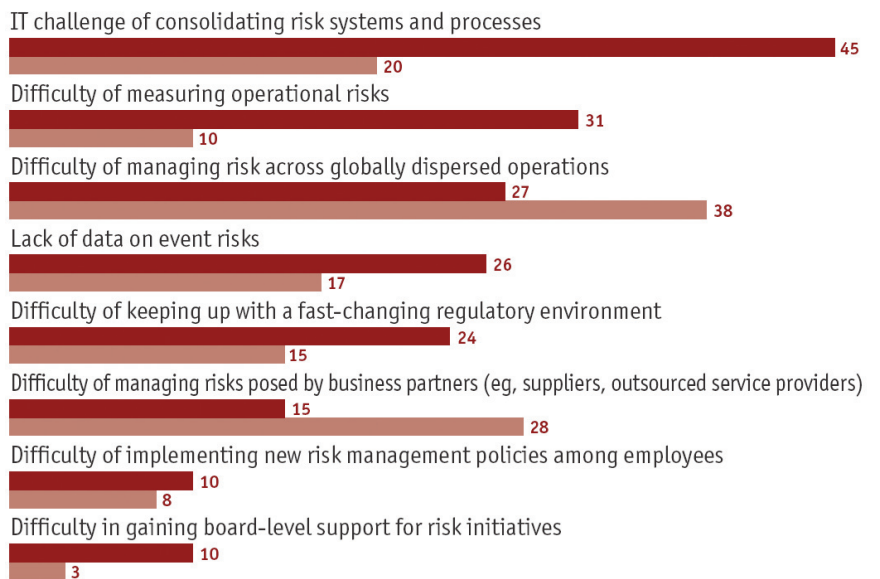 IT challenge of consolidating risk systems and processes
45
20
Difficulty of measuring operational risks
31
10
Difficulty of managing risk across globally dispersed operations
27
38
Lack of data on event risks
26
17
Difficulty of keeping up with a fast-changing regulatory environment
24
15
Difficulty of managing risks posed by business partners (eg, suppliers, outsourced service providers)
15
28
Difficulty of implementing new risk management policies among employees
10
8
Difficulty in gaining board-level support for risk initiatives
10
3